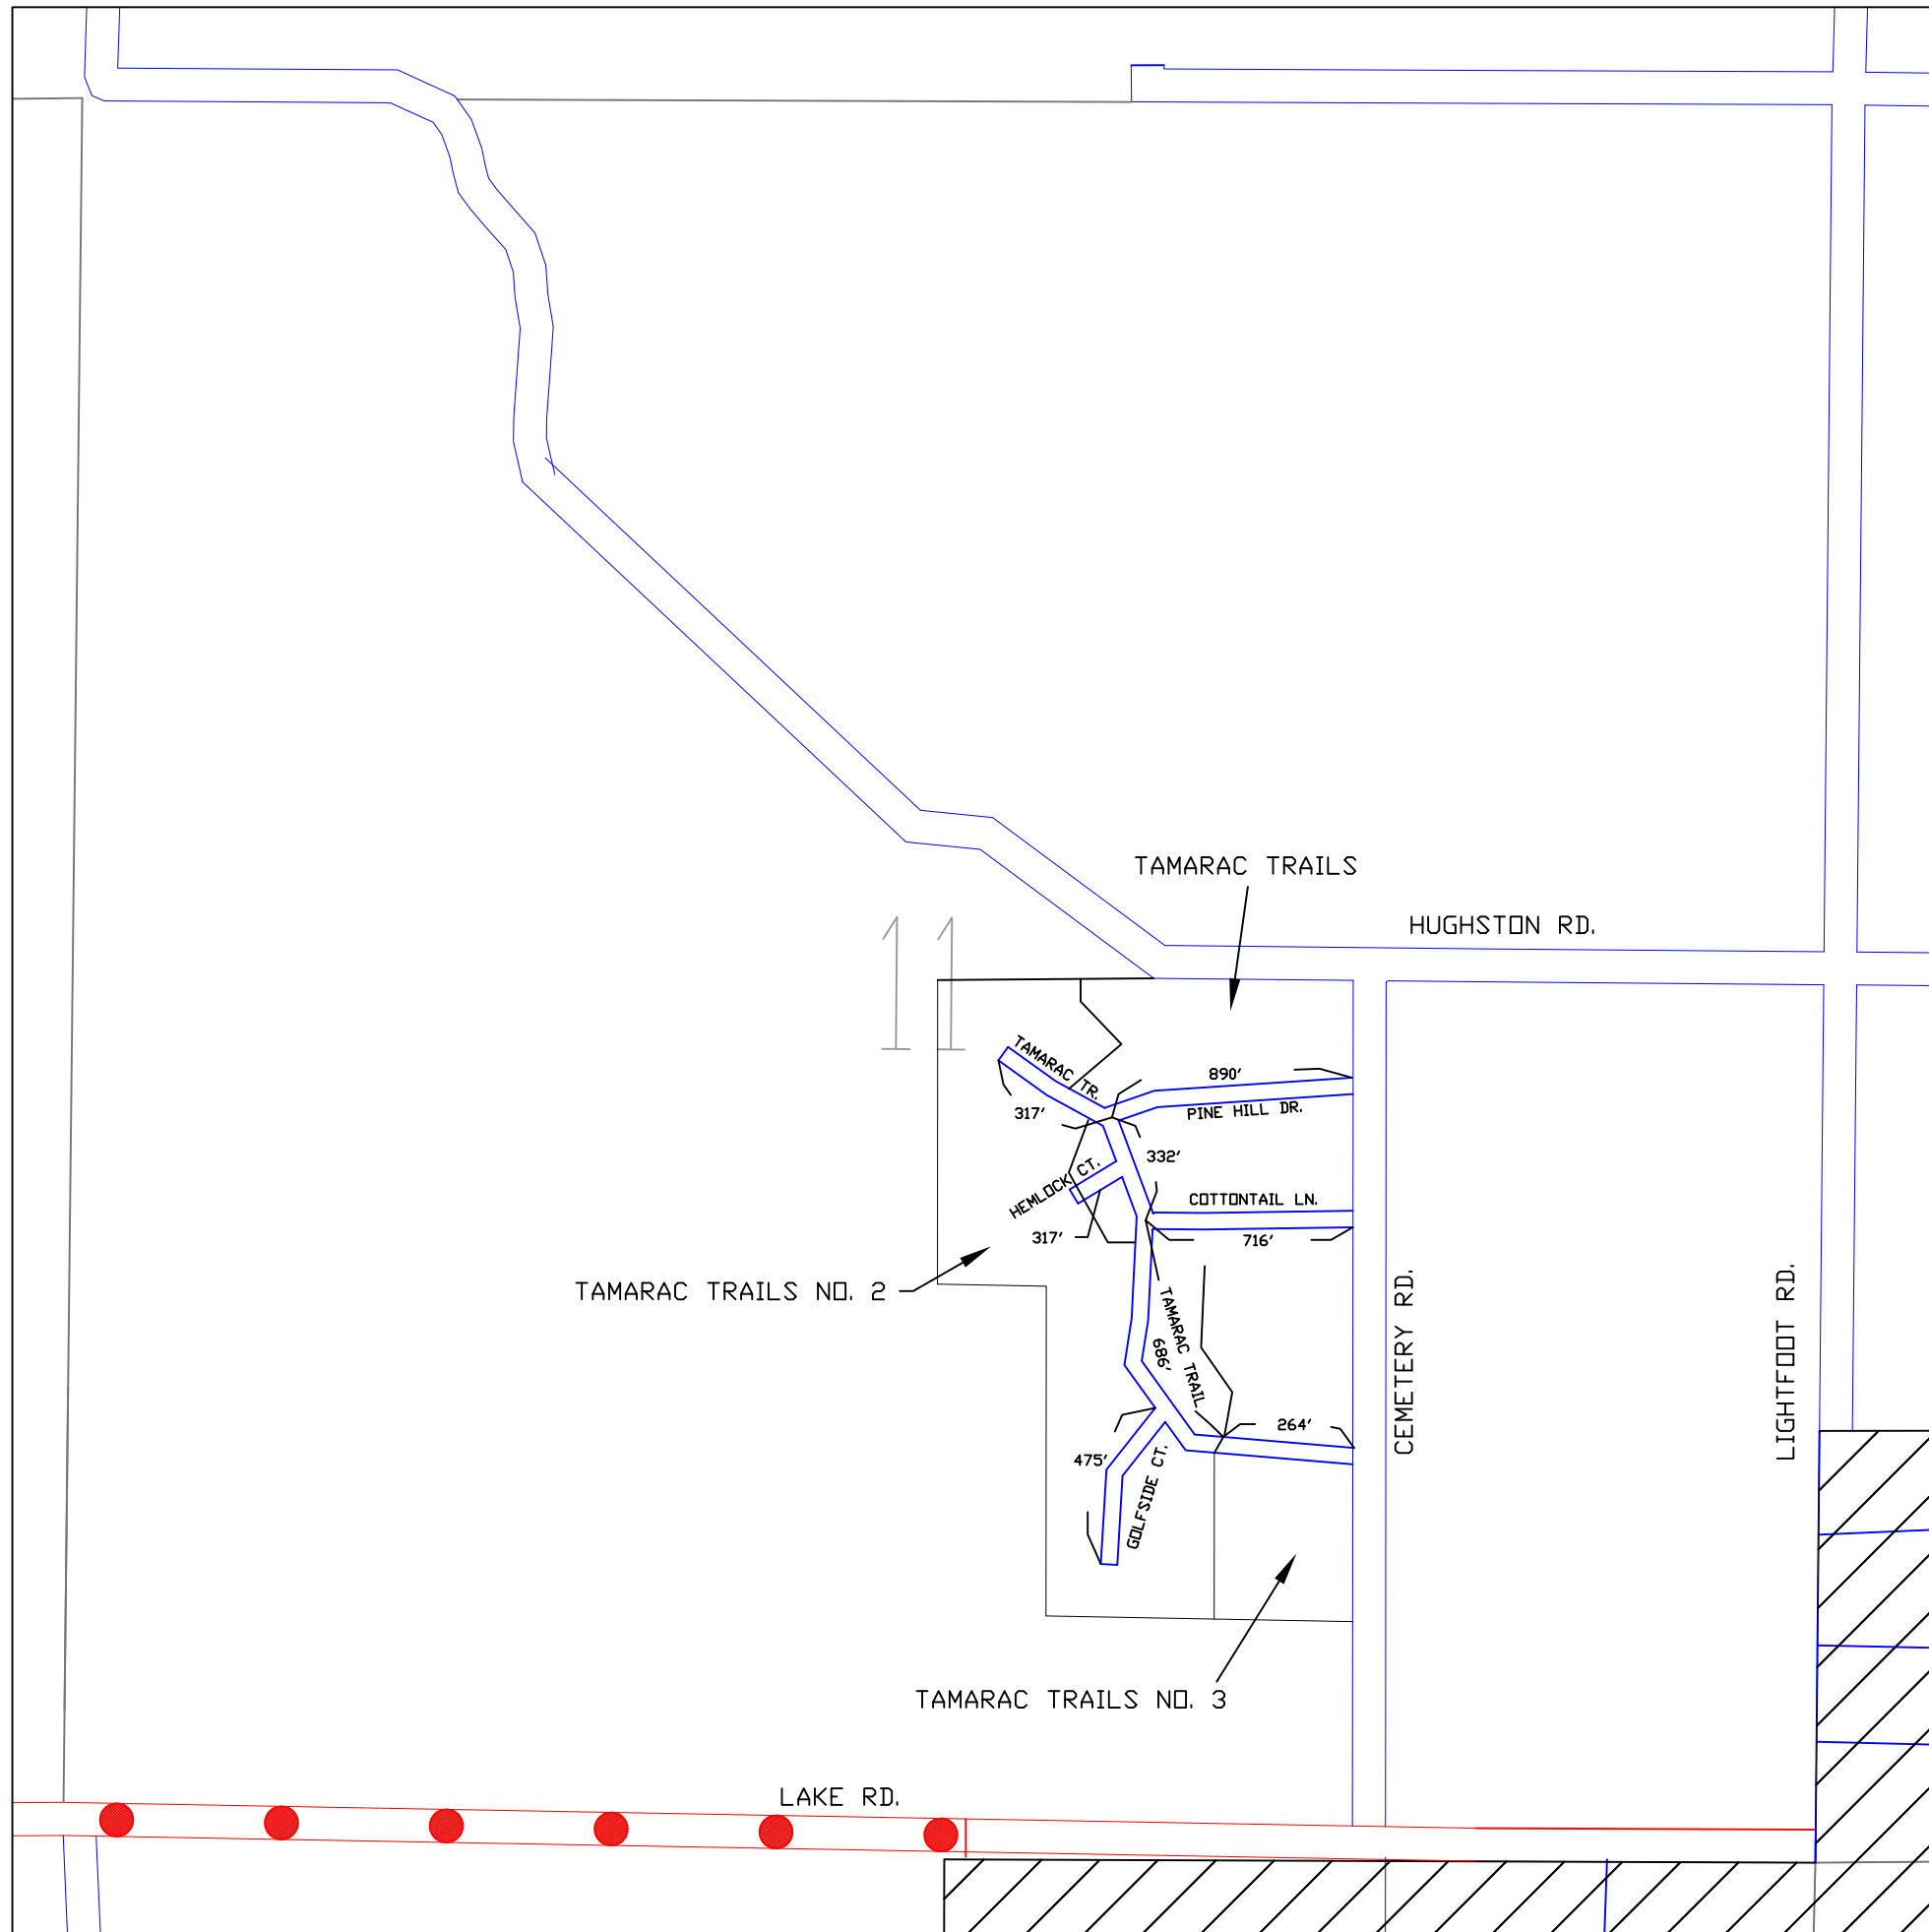 TAMARAC TRAILS
HUGHSTON RD.
11
TAMARAC TR.
890'
PINE HILL DR.
317'
332'
HEMLOCK CT.
COTTONTAIL LN.
317'
716'
TAMARAC TRAILS NO. 2
TAMARAC TRAIL
686'
CEMETERY RD.
LIGHTFOOT RD.
264'
475'
GOLFSIDE CT.
TAMARAC TRAILS NO. 3
LAKE RD.